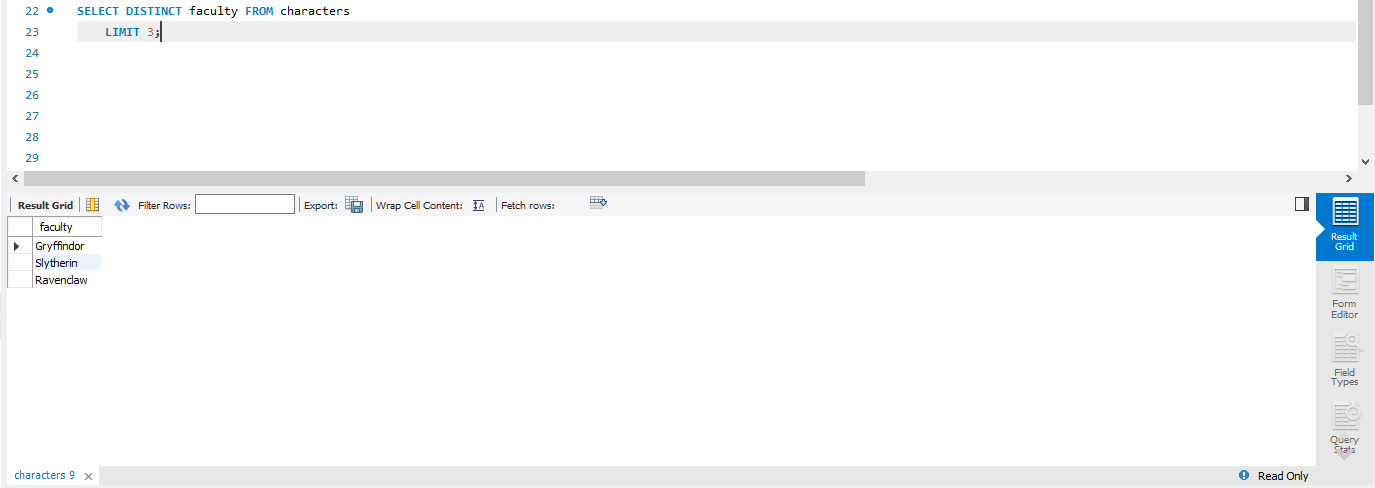 22 SELECT DISTINCT faculty FROM characters
23 LIMIT 3;
24
25
26
27
28
29
Result Grid Filter Rows: Export: Wrap Cell Content: Fetch rows:
faculty
Gryffindor
Slytherin
Ravenclaw
Result
Grid
Form
Editor
Field
Types
Query
Stats
characters 9 Read Only